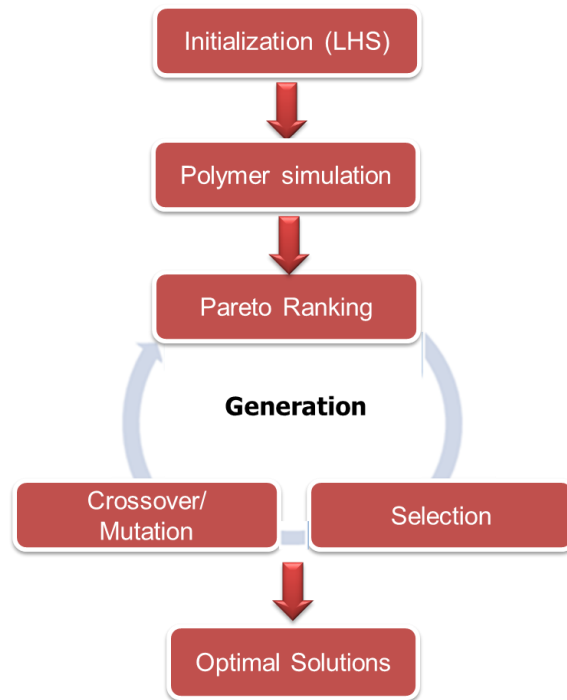 Initialization (LHS)
Polymer simulation
Pareto Ranking
Generation
Crossover/
Mutation
Selection
Optimal Solutions